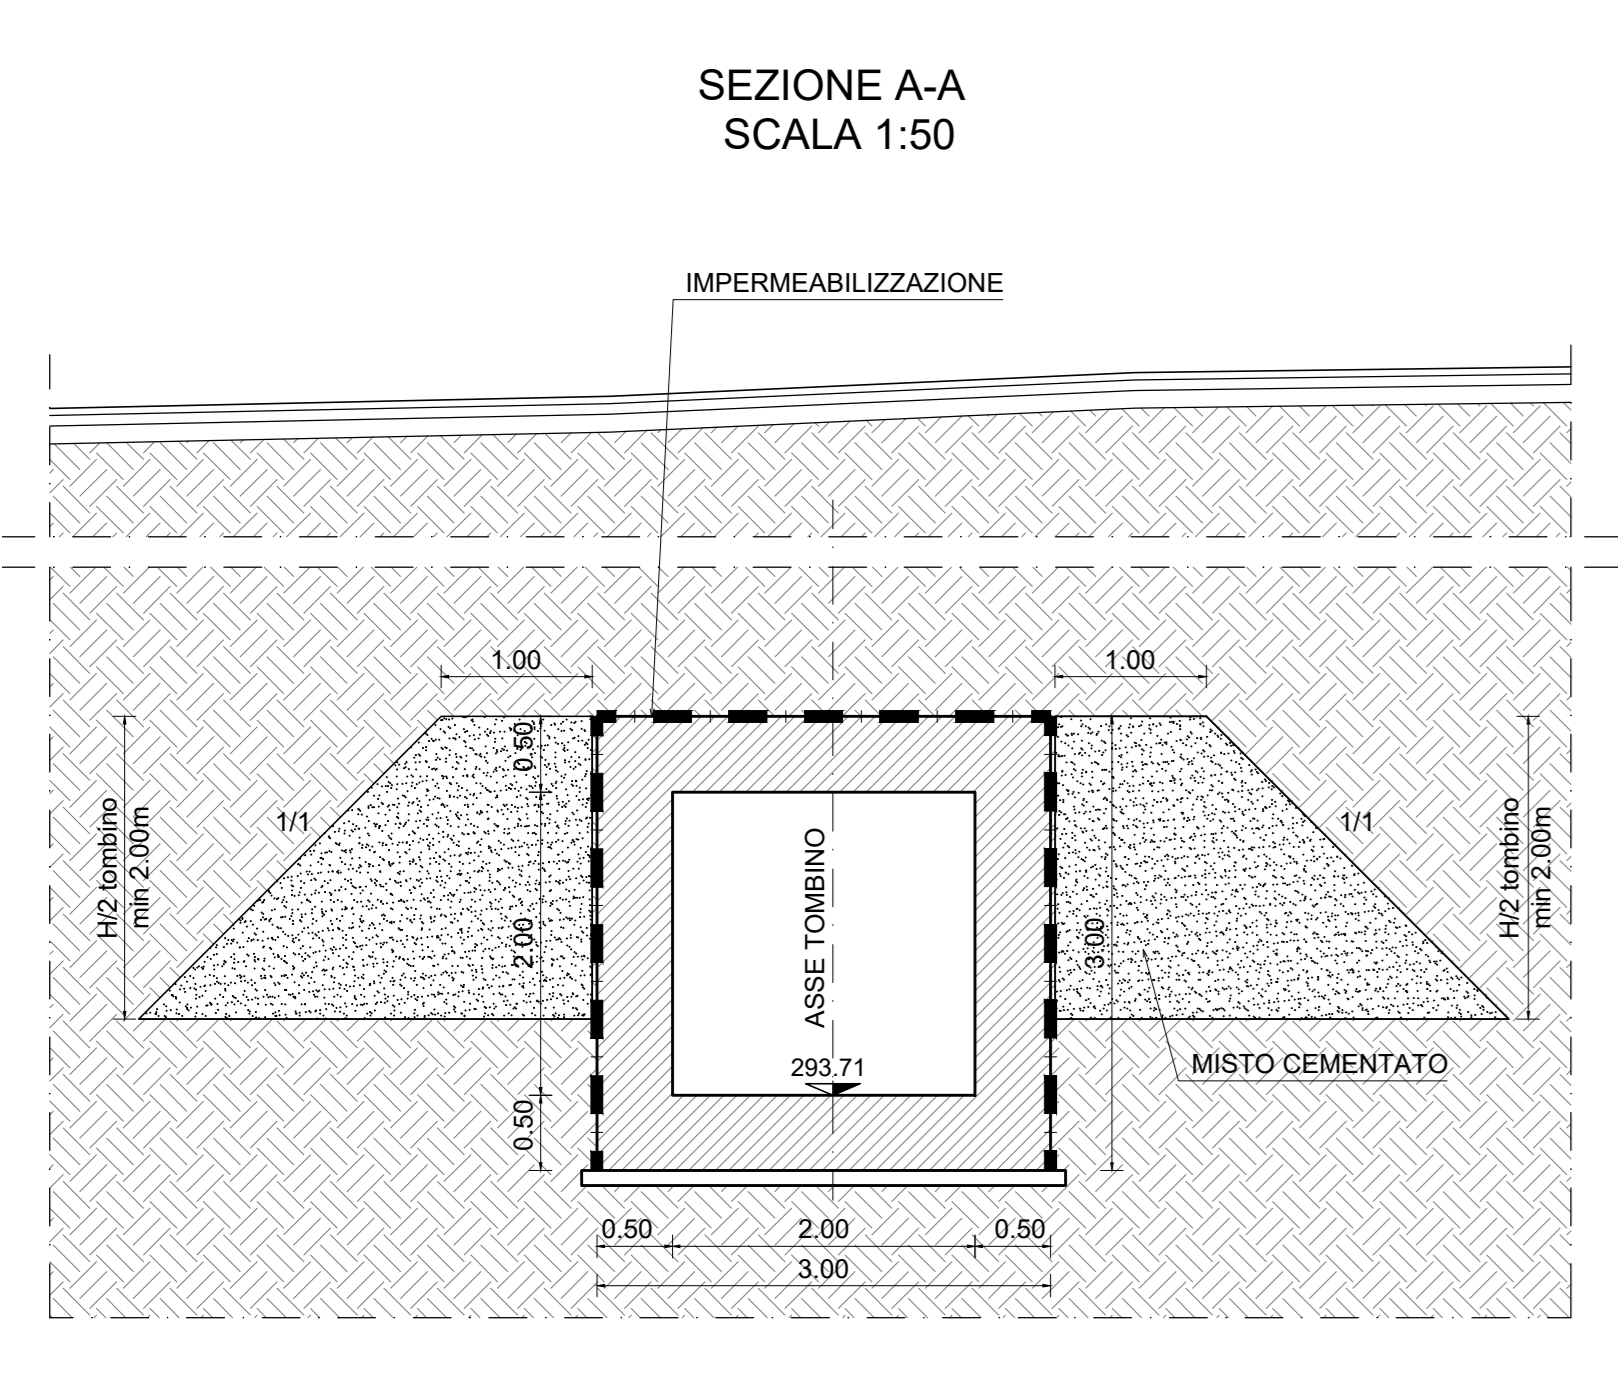 SEZIONE A-A
SCALA 1:50
IMPERMEABILIZZAZIONE
1.00
1.00
0.50
H/2 tombino
min 2.00m
1/1
2.00
ASSE TOMBINO
3.00
1/1
H/2 tombino
min 2.00m
293.71
MISTO CEMENTATO
0.50
0.50
2.00
0.50
3.00